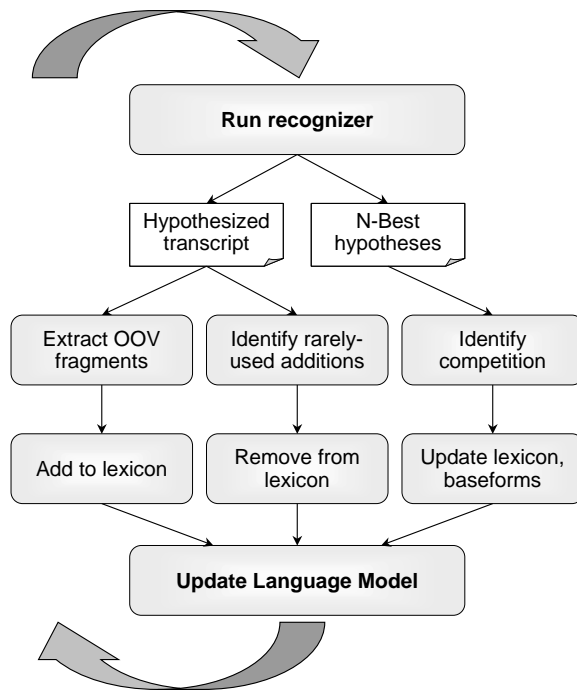 Run recognizer
Hypothesized
transcript
N-Best
hypotheses
Extract OOV
fragments
Identify rarely-
used additions
Identify
competition
Add to lexicon
Remove from
lexicon
Update lexicon,
baseforms
Update Language Model